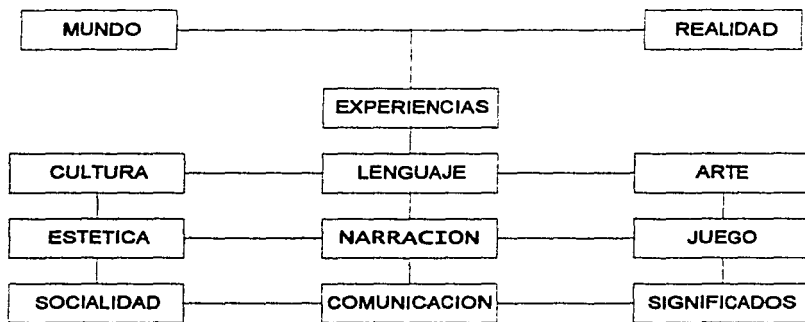 MUNDO
REALIDAD
EXPERIENCIAS
CULTURA
LENGUAJE
ARTE
ESTETICA
NARRACION
JUEGO
SOCIALIDAD
COMUNICACION
SIGNIFICADOS